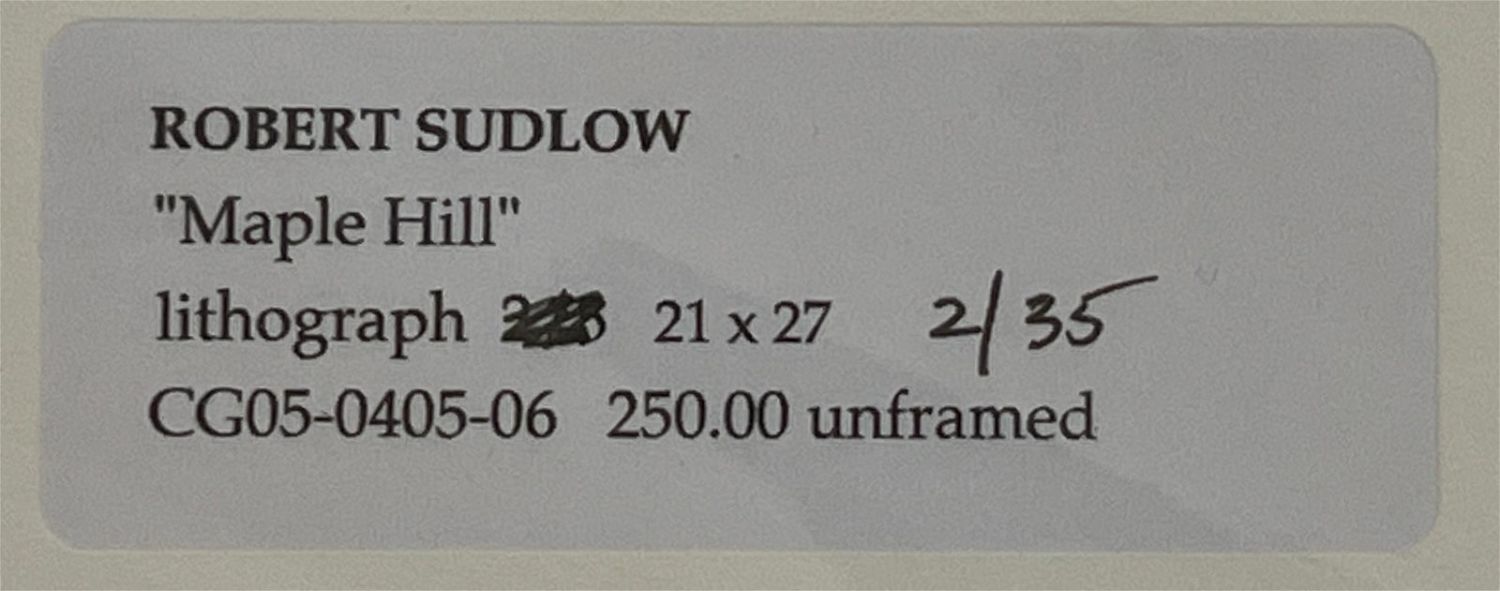 ROBERT SUDLOW
"Maple Hill"
lithograph 21 x 27 2/35
CG05-0405-06 250.00 unframed